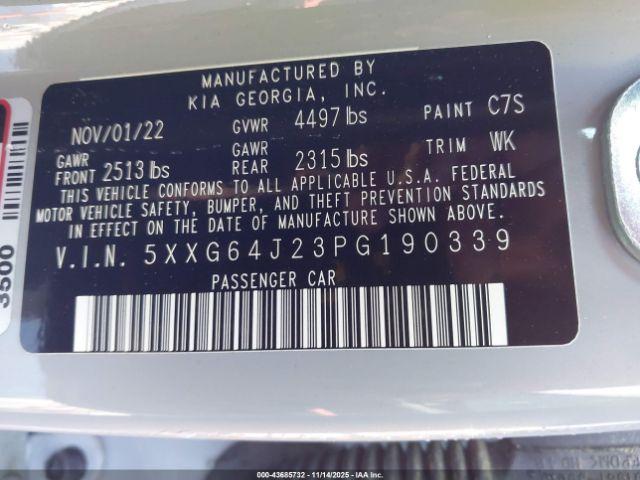 MANUFACTURED BY
KIA GEORGIA, INC.
NOV/01/22 GVWR 4497 lbs PAINT C7S
GAWR FRONT 2513 lbs GAWR REAR 2315 lbs TRIM WK
THIS VEHICLE CONFORMS TO ALL APPLICABLE U.S.A. FEDERAL
MOTOR VEHICLE SAFETY, BUMPER, AND THEFT PREVENTION STANDARDS
IN EFFECT ON THE DATE OF MANUFACTURE SHOWN ABOVE.
V.I.N. 5XXG64J23PG190339
PASSENGER CAR
3500
© 43685732 - 11/14/2025 - IAA Inc.